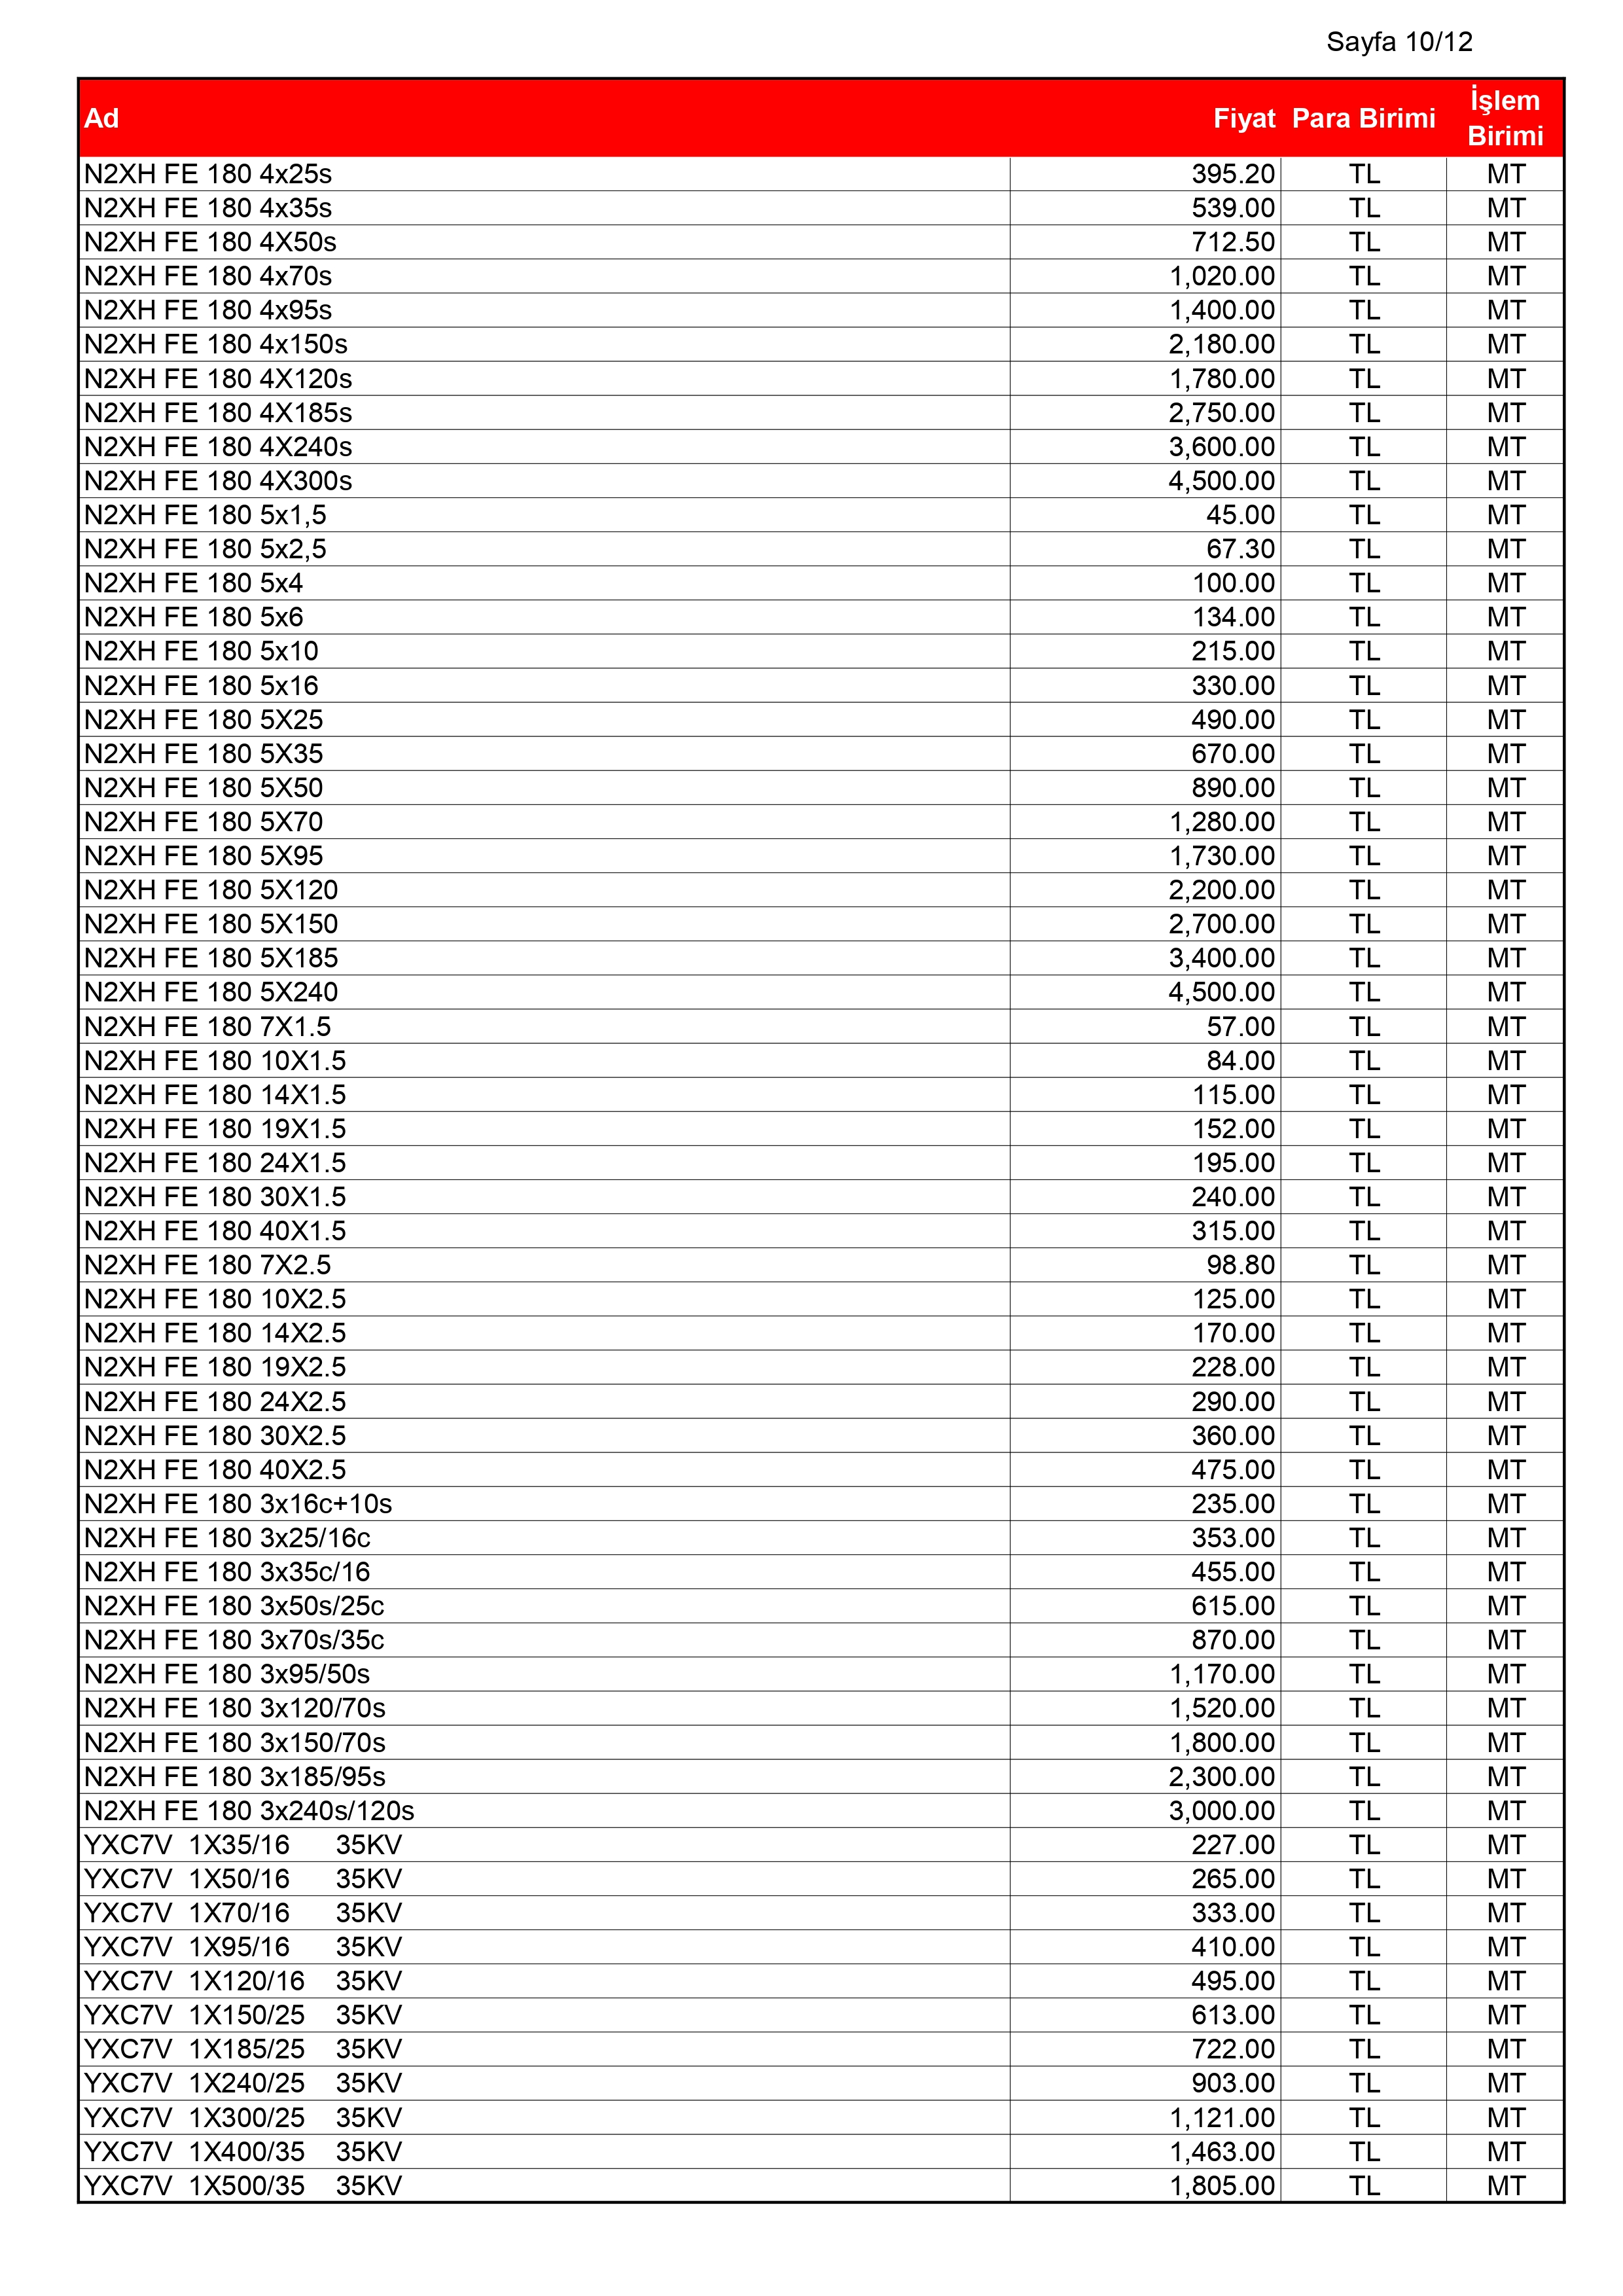 Sayfa 10/12
Ad Fiyat Para Birimi İşlem Birimi
N2XH FE 180 4x25s 395.20 TL MT
N2XH FE 180 4x35s 539.00 TL MT
N2XH FE 180 4X50s 712.50 TL MT
N2XH FE 180 4x70s 1,020.00 TL MT
N2XH FE 180 4x95s 1,400.00 TL MT
N2XH FE 180 4x150s 2,180.00 TL MT
N2XH FE 180 4X120s 1,780.00 TL MT
N2XH FE 180 4X185s 2,750.00 TL MT
N2XH FE 180 4X240s 3,600.00 TL MT
N2XH FE 180 4X300s 4,500.00 TL MT
N2XH FE 180 5x1,5 45.00 TL MT
N2XH FE 180 5x2,5 67.30 TL MT
N2XH FE 180 5x4 100.00 TL MT
N2XH FE 180 5x6 134.00 TL MT
N2XH FE 180 5x10 215.00 TL MT
N2XH FE 180 5x16 330.00 TL MT
N2XH FE 180 5X25 490.00 TL MT
N2XH FE 180 5X35 670.00 TL MT
N2XH FE 180 5X50 890.00 TL MT
N2XH FE 180 5X70 1,280.00 TL MT
N2XH FE 180 5X95 1,730.00 TL MT
N2XH FE 180 5X120 2,200.00 TL MT
N2XH FE 180 5X150 2,700.00 TL MT
N2XH FE 180 5X185 3,400.00 TL MT
N2XH FE 180 5X240 4,500.00 TL MT
N2XH FE 180 7X1.5 57.00 TL MT
N2XH FE 180 10X1.5 84.00 TL MT
N2XH FE 180 14X1.5 115.00 TL MT
N2XH FE 180 19X1.5 152.00 TL MT
N2XH FE 180 24X1.5 195.00 TL MT
N2XH FE 180 30X1.5 240.00 TL MT
N2XH FE 180 40X1.5 315.00 TL MT
N2XH FE 180 7X2.5 98.80 TL MT
N2XH FE 180 10X2.5 125.00 TL MT
N2XH FE 180 14X2.5 170.00 TL MT
N2XH FE 180 19X2.5 228.00 TL MT
N2XH FE 180 24X2.5 290.00 TL MT
N2XH FE 180 30X2.5 360.00 TL MT
N2XH FE 180 40X2.5 475.00 TL MT
N2XH FE 180 3x16c+10s 235.00 TL MT
N2XH FE 180 3x25/16c 353.00 TL MT
N2XH FE 180 3x35c/16 455.00 TL MT
N2XH FE 180 3x50s/25c 615.00 TL MT
N2XH FE 180 3x70s/35c 870.00 TL MT
N2XH FE 180 3x95/50s 1,170.00 TL MT
N2XH FE 180 3x120/70s 1,520.00 TL MT
N2XH FE 180 3x150/70s 1,800.00 TL MT
N2XH FE 180 3x185/95s 2,300.00 TL MT
N2XH FE 180 3x240s/120s 3,000.00 TL MT
YXC7V 1X35/16 35KV 227.00 TL MT
YXC7V 1X50/16 35KV 265.00 TL MT
YXC7V 1X70/16 35KV 333.00 TL MT
YXC7V 1X95/16 35KV 410.00 TL MT
YXC7V 1X120/16 35KV 495.00 TL MT
YXC7V 1X150/25 35KV 613.00 TL MT
YXC7V 1X185/25 35KV 722.00 TL MT
YXC7V 1X240/25 35KV 903.00 TL MT
YXC7V 1X300/25 35KV 1,121.00 TL MT
YXC7V 1X400/35 35KV 1,463.00 TL MT
YXC7V 1X500/35 35KV 1,805.00 TL MT